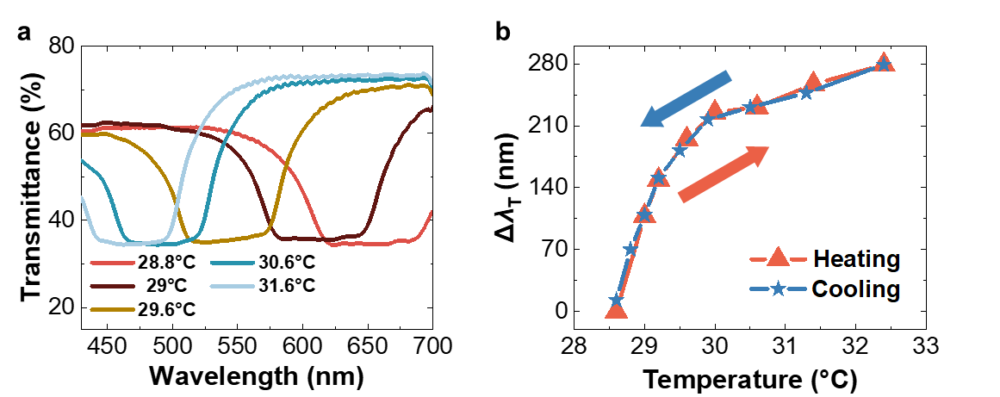 a
80
60
40
20
Transmittance (%)
28.8°C
29°C
29.6°C
30.6°C
31.6°C
450 500 550 600 650 700
Wavelength (nm)
b
280
210
140
70
0
ΔλT (nm)
Heating
Cooling
28 29 30 31 32 33
Temperature (°C)